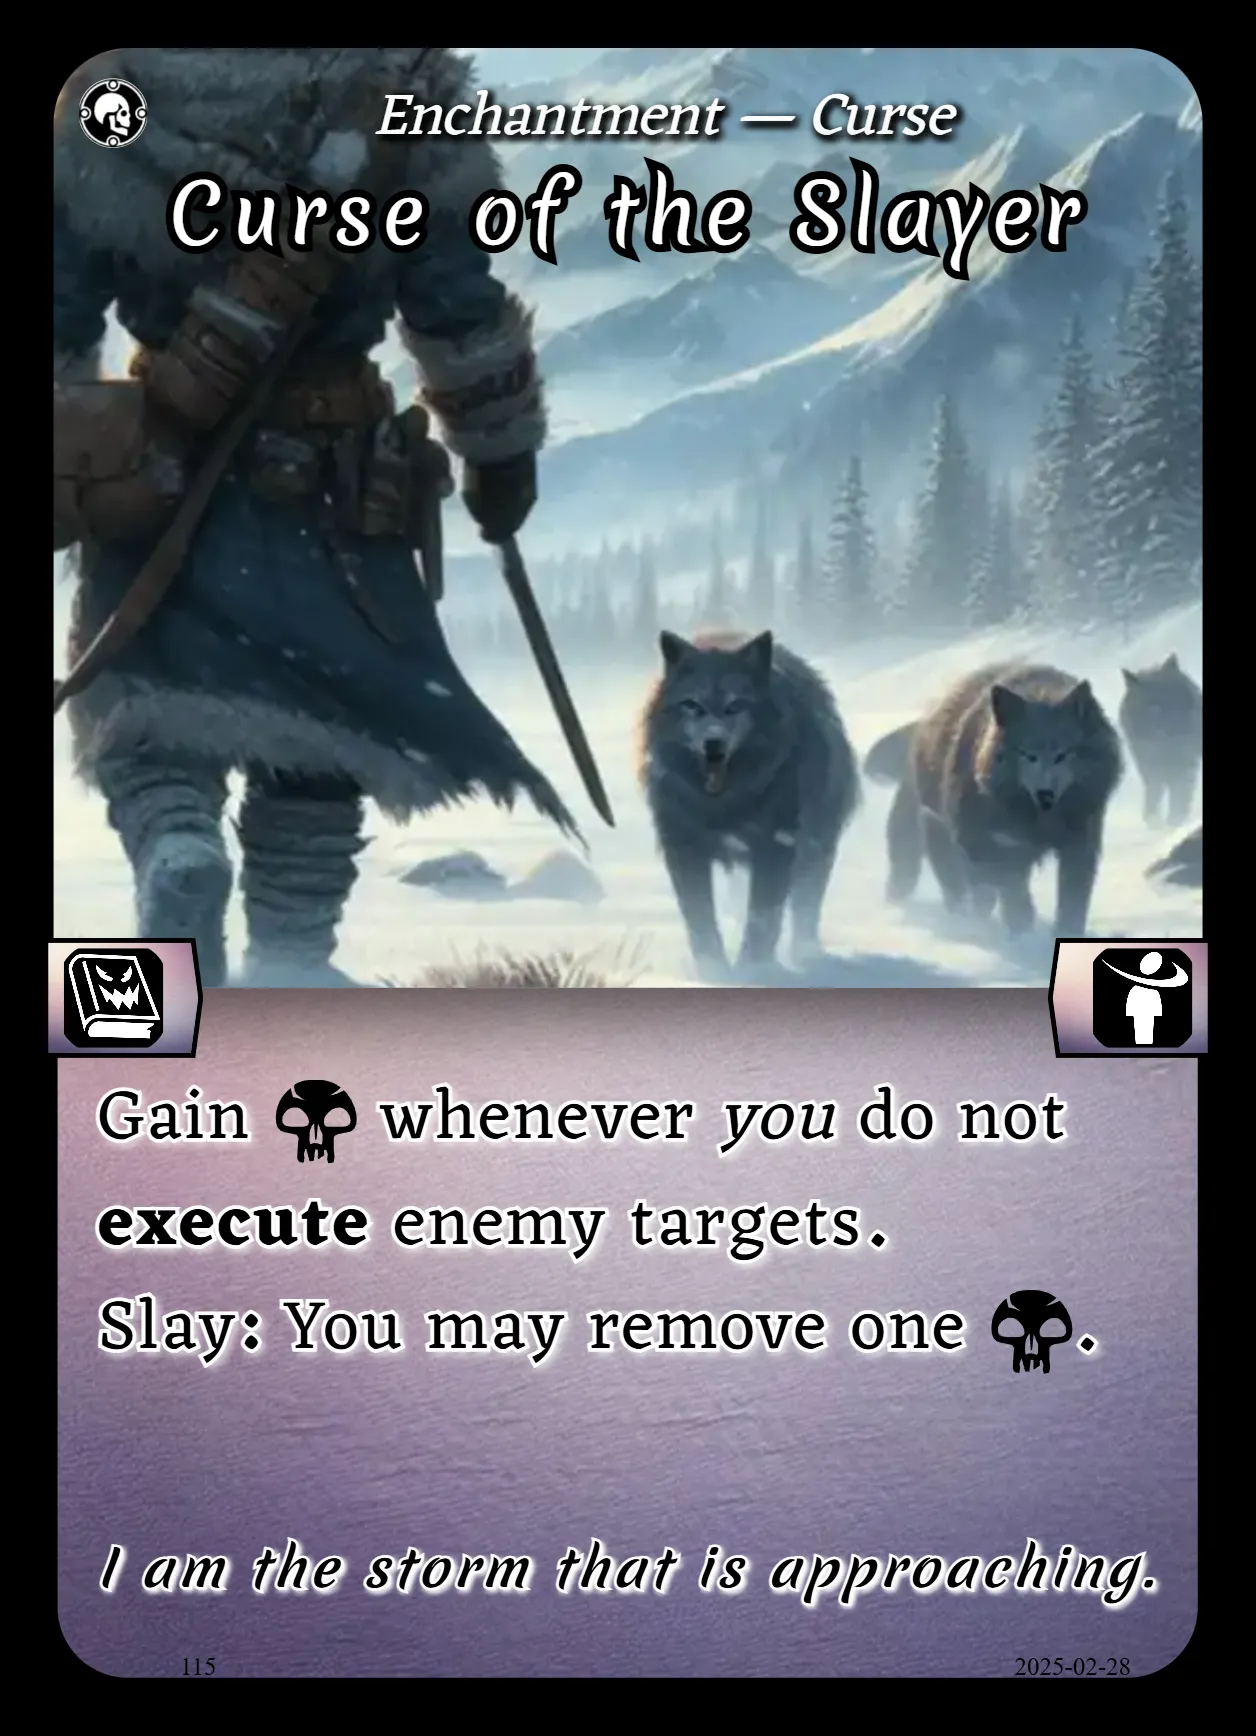 Enchantment — Curse
Curse of the Slayer
Gain whenever you do not
execute enemy targets.
Slay: You may remove one .
I am the storm that is approaching.
115
2025-02-28